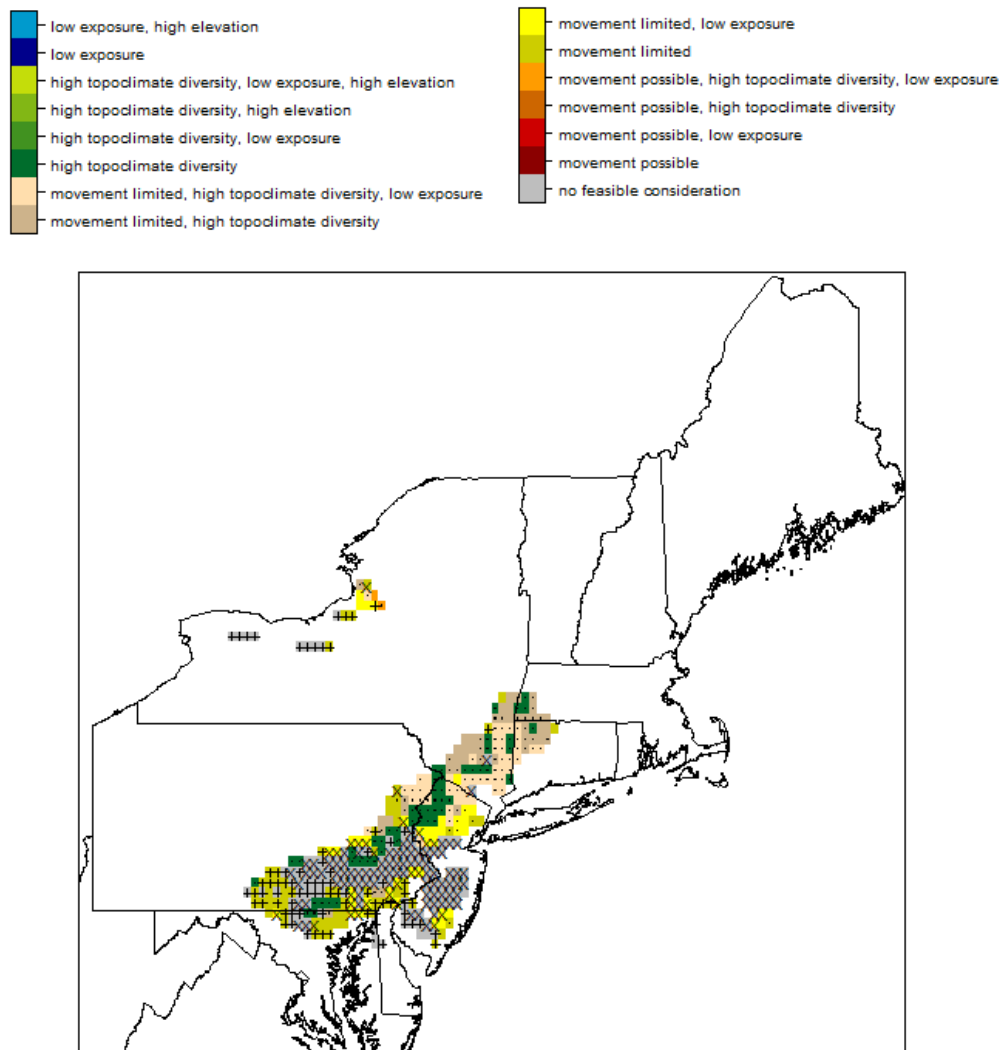 low exposure, high elevation
low exposure
high topoclimate diversity, low exposure, high elevation
high topoclimate diversity, high elevation
high topoclimate diversity, low exposure
high topoclimate diversity
movement limited, high topoclimate diversity, low exposure
movement limited, high topoclimate diversity
movement limited, low exposure
movement limited
movement possible, high topoclimate diversity, low exposure
movement possible, high topoclimate diversity
movement possible, low exposure
movement possible
no feasible consideration